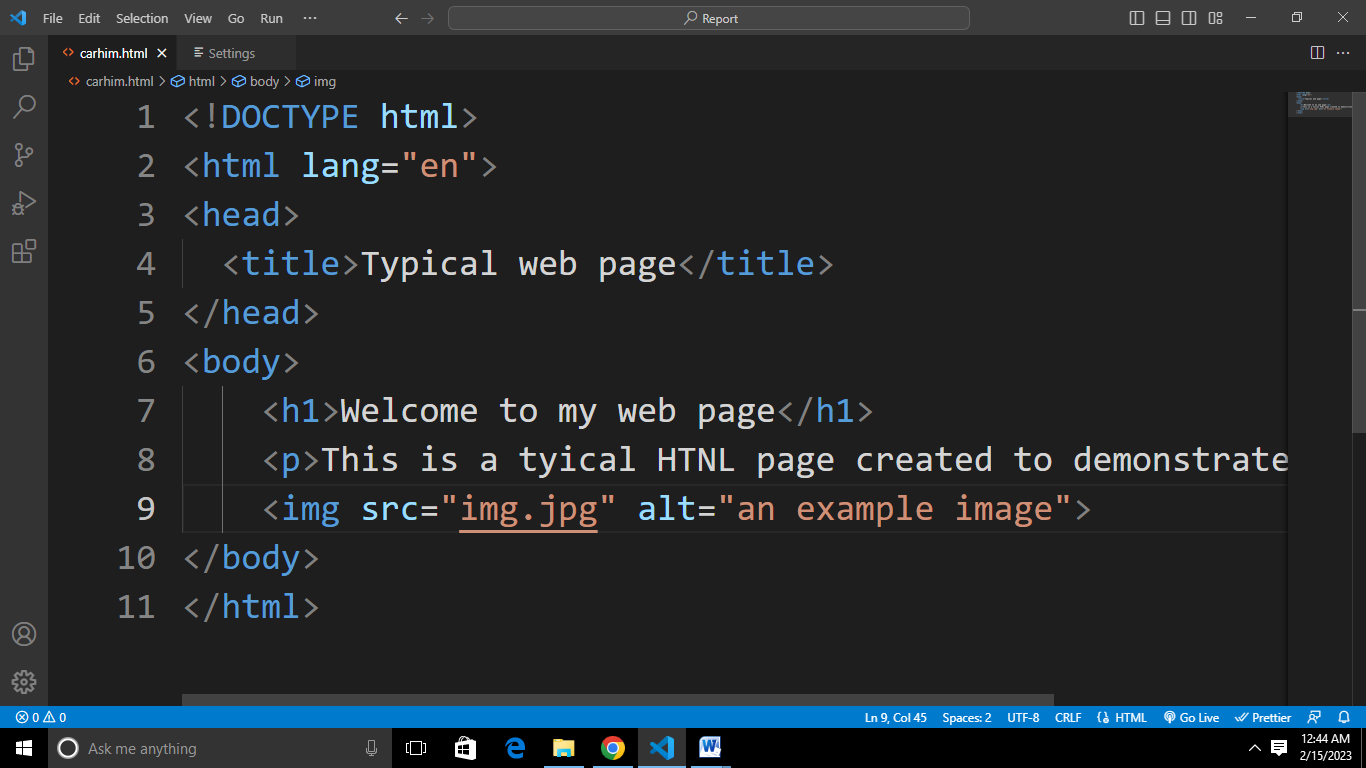 File Edit Selection View Go Run ···
Report
carhim.html
Settings
carhim.html > html > body > img
1 <!DOCTYPE html>
2 <html lang="en">
3 <head>
4 <title>Typical web page</title>
5 </head>
6 <body>
7 <h1>Welcome to my web page</h1>
8 <p>This is a tyical HTNL page created to demonstrate
9 <img src="img.jpg" alt="an example image">
10 </body>
11 </html>
0 0 Ln 9, Col 45 Spaces: 2 UTF-8 CRLF HTML Go Live Prettier
Ask me anything
12:44 AM
2/15/2023